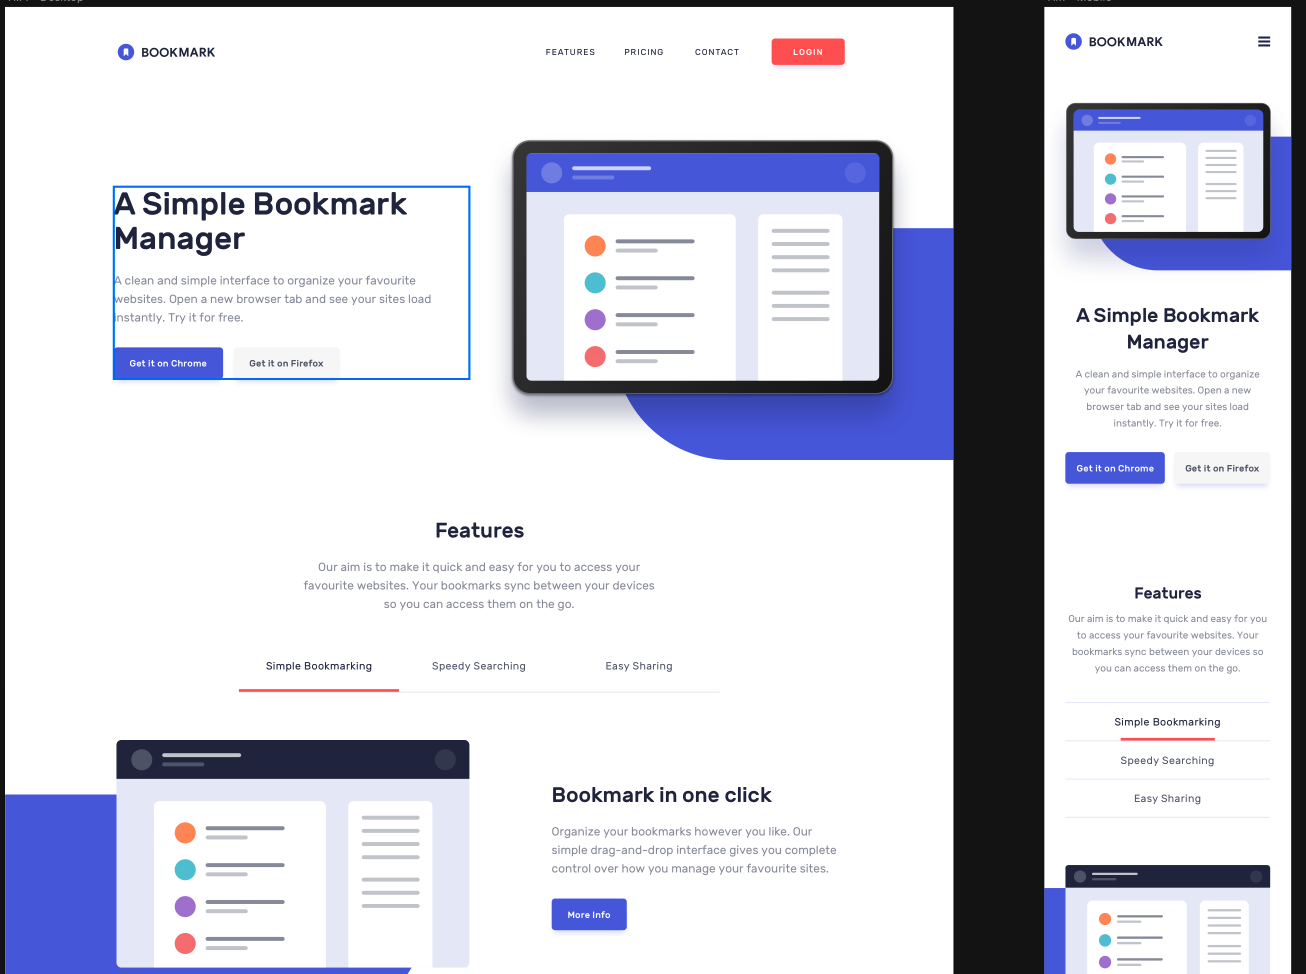 BOOKMARK
FEATURES PRICING CONTACT LOGIN
A Simple Bookmark
Manager
A clean and simple interface to organize your favourite
websites. Open a new browser tab and see your sites load
instantly. Try it for free.
Get it on Chrome Get it on Firefox
Features
Our aim is to make it quick and easy for you to access your
favourite websites. Your bookmarks sync between your devices
so you can access them on the go.
Simple Bookmarking Speedy Searching Easy Sharing
Bookmark in one click
Organize your bookmarks however you like. Our
simple drag-and-drop interface gives you complete
control over how you manage your favourite sites.
More Info
BOOKMARK
A Simple Bookmark
Manager
A clean and simple interface to organize
your favourite websites. Open a new
browser tab and see your sites load
instantly. Try it for free.
Get it on Chrome Get it on Firefox
Features
Our aim is to make it quick and easy for you
to access your favourite websites. Your
bookmarks sync between your devices so
you can access them on the go.
Simple Bookmarking
Speedy Searching
Easy Sharing